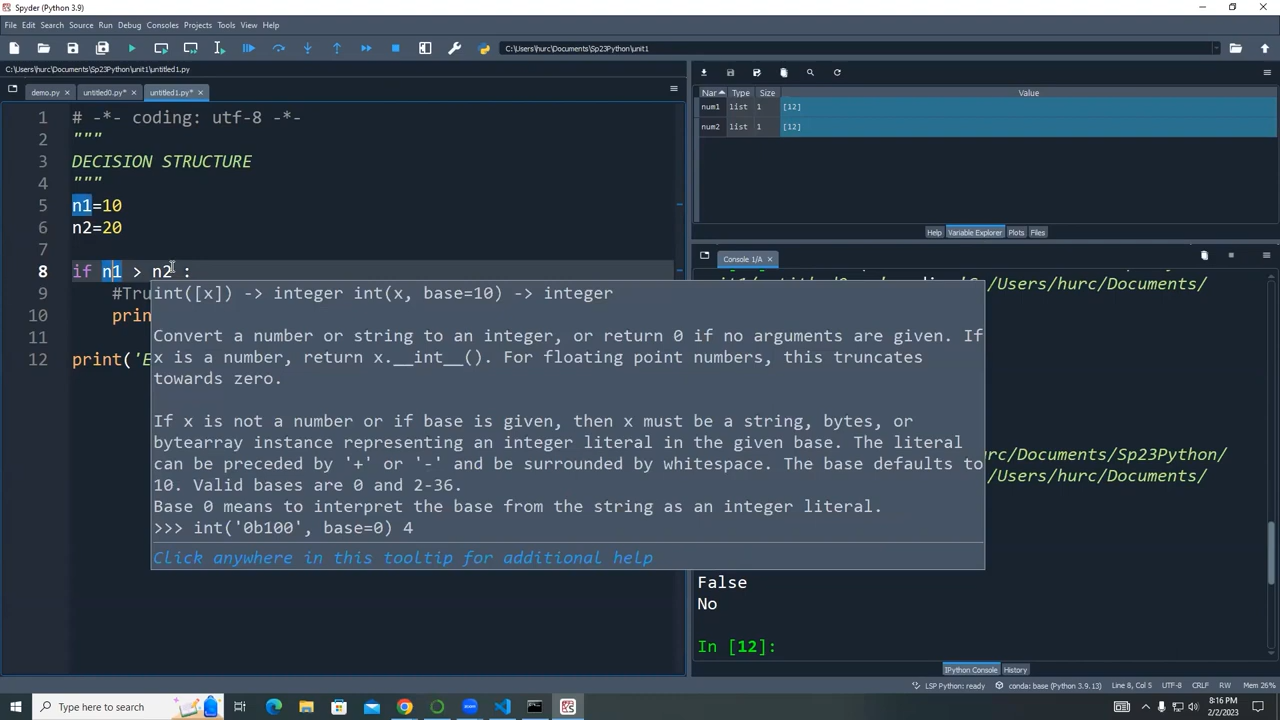 Spyder (Python 3.9)
File Edit Search Source Run Debug Consoles Projects Tools View Help
C:\Users\hurc\Documents\Sp23Python\unit1
C:\Users\hurc\Documents\Sp23Python\unit1\untitled1.py
demo.py untitled0.py* untitled1.py*
1 # -*- coding: utf-8 -*-
2 """
3 DECISION STRUCTURE
4 """
5 n1=10
6 n2=20
7
8 if n1 > n2 :
9 #Tru
10 prin
11
12 print('E
int([x]) -> integer int(x, base=10) -> integer
Convert a number or string to an integer, or return 0 if no arguments are given. If
x is a number, return x.__int__(). For floating point numbers, this truncates
towards zero.
If x is not a number or if base is given, then x must be a string, bytes, or
bytearray instance representing an integer literal in the given base. The literal
can be preceded by '+' or '-' and be surrounded by whitespace. The base defaults to
10. Valid bases are 0 and 2-36.
Base 0 means to interpret the base from the string as an integer literal.
>>> int('0b100', base=0) 4
Click anywhere in this tooltip for additional help
Nar Type Size Value
num1 list 1 [12]
num2 list 1 [12]
Help Variable Explorer Plots Files
Console 1/A
C:/Users/hurc/Documents/
rc/Documents/Sp23Python/
/Users/hurc/Documents/
False
No
In [12]:
IPython Console History
LSP Python: ready conda: base (Python 3.9.13) Line 8, Col 5 UTF-8 CRLF RW Mem 26%
Type here to search
8:16 PM
2/2/2023